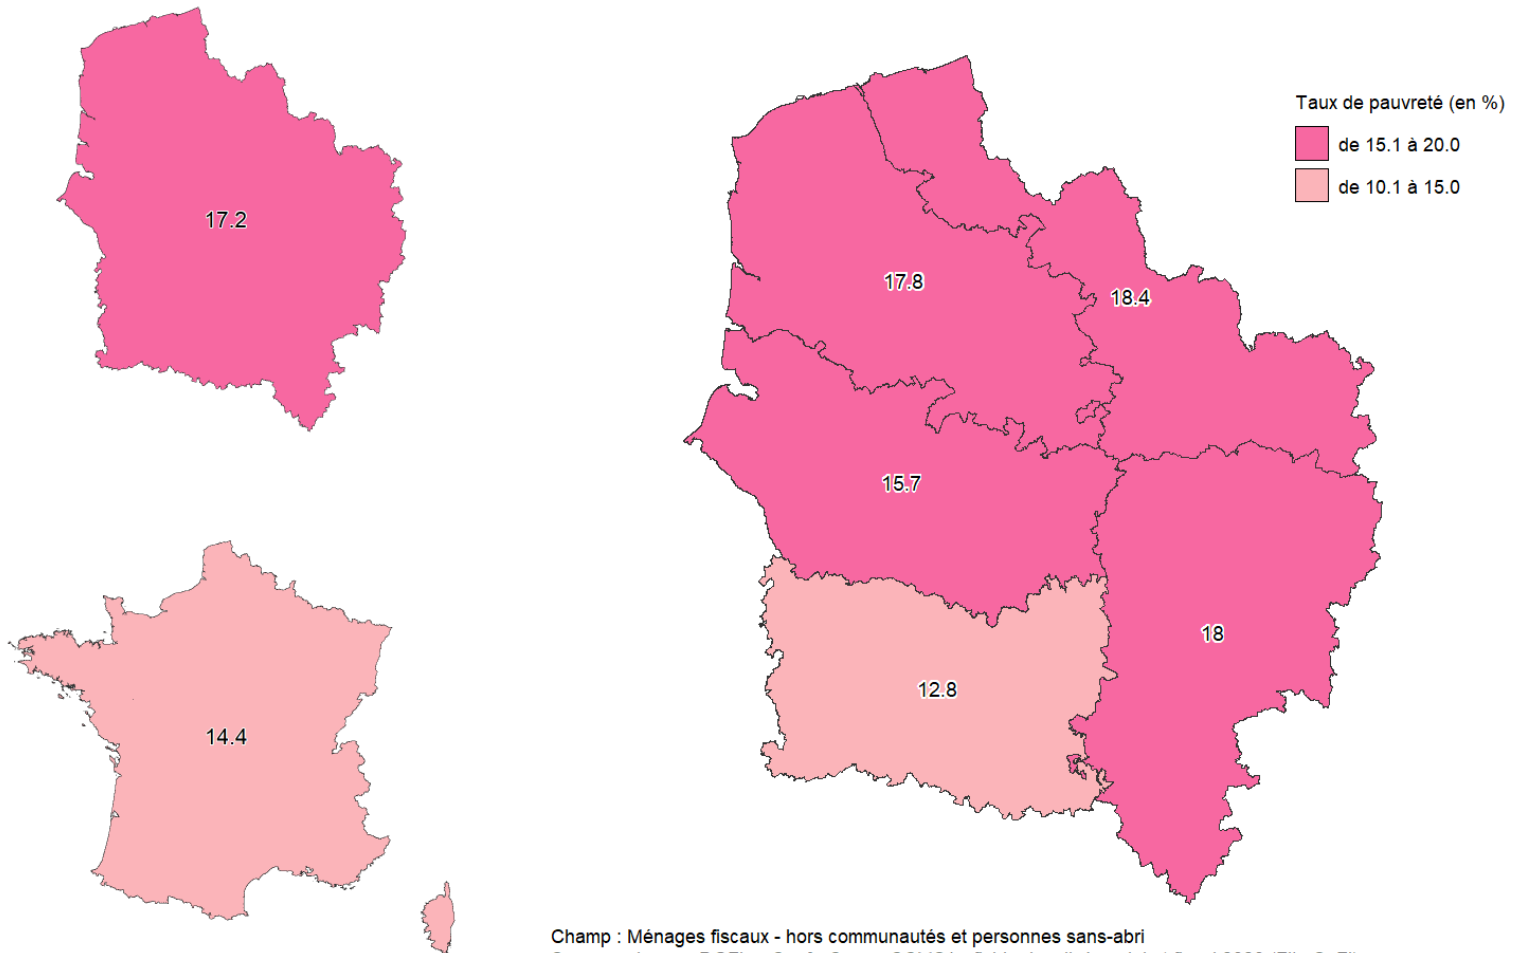 17.2
14.4
Taux de pauvreté (en %)
de 15.1 à 20.0
de 10.1 à 15.0
17.8
18.4
15.7
18
12.8
Champ : Ménages fiscaux - hors communautés et personnes sans-abri